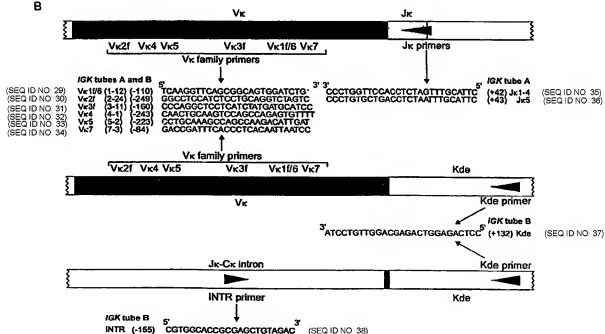 B
Vκ Jκ
Vκ2f Vκ4 Vκ5 Vκ3f Vκ1f/6 Vκ7
Jκ primers
Vκ family primers
IGK tubes A and B
5' 3' 3' 5' IGK tube A
(SEQ ID NO: 29) Vκ1f/6 (1-12) (-110) TCAAGGTTCAGCGGCAGTGGATCTG CCCTGGTTCCACCTCTAGTTTGCATTC (+42) Jκ1-4 (SEQ ID NO: 35)
(SEQ ID NO: 30) Vκ2f (2-24) (-249) GGCCTCCATCTCCTGCAGGTCTAGTC CCCTGTGCTGACCTCTAATTTGCATTC (+43) Jκ5 (SEQ ID NO: 36)
(SEQ ID NO: 31) Vκ3f (3-11) (-160) CCCAGGCTCCTCATCTATGATGCATCC
(SEQ ID NO: 32) Vκ4 (4-1) (-243) CAACTGCAAGTCCAGCCAGAGTGTTTT
(SEQ ID NO: 33) Vκ5 (5-2) (-223) CCTGCAAAGCCAGCCAAGACATTGAT
(SEQ ID NO: 34) Vκ7 (7-3) (-84) GACCGATTTCACCCTCACAATTAATCC
Vκ family primers
Vκ2f Vκ4 Vκ5 Vκ3f Vκ1f/6 Vκ7
Kde
Vκ
Kde primer
IGK tube B
3' ATCCTGTTGGACGAGACTGGAGACTCC 5' (+132) Kde (SEQ ID NO: 37)
Jκ-Cκ intron
Kde primer
INTR primer Kde
IGK tube B
5' 3'
INTR (-155) CGTGGCACCGCGAGCTGTAGAC (SEQ ID NO: 38)